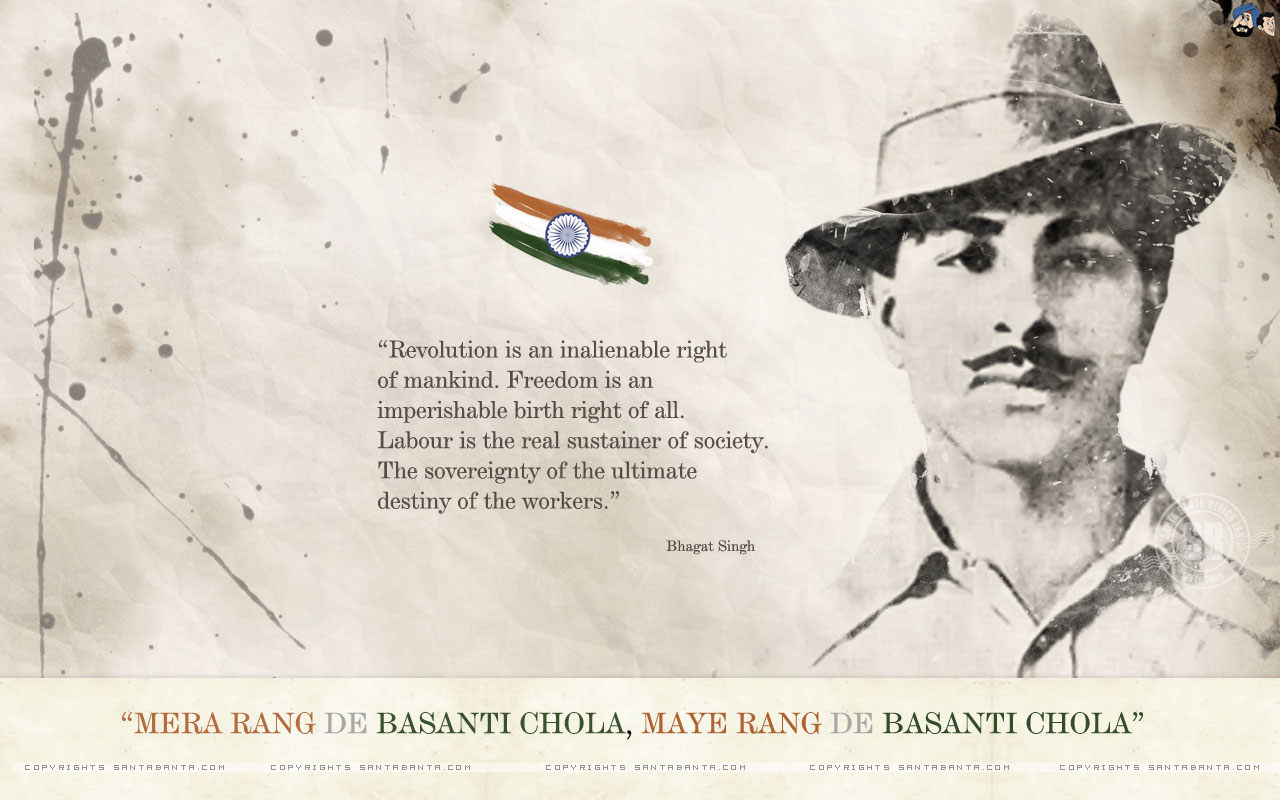 “Revolution is an inalienable right
of mankind. Freedom is an
imperishable birth right of all.
Labour is the real sustainer of society.
The sovereignty of the ultimate
destiny of the workers.”
Bhagat Singh
“MERA RANG DE BASANTI CHOLA, MAYE RANG DE BASANTI CHOLA”
COPYRIGHTS SANTABANTA.COM COPYRIGHTS SANTABANTA.COM COPYRIGHTS SANTABANTA.COM COPYRIGHTS SANTABANTA.COM COPYRIGHTS SANTABANTA.COM